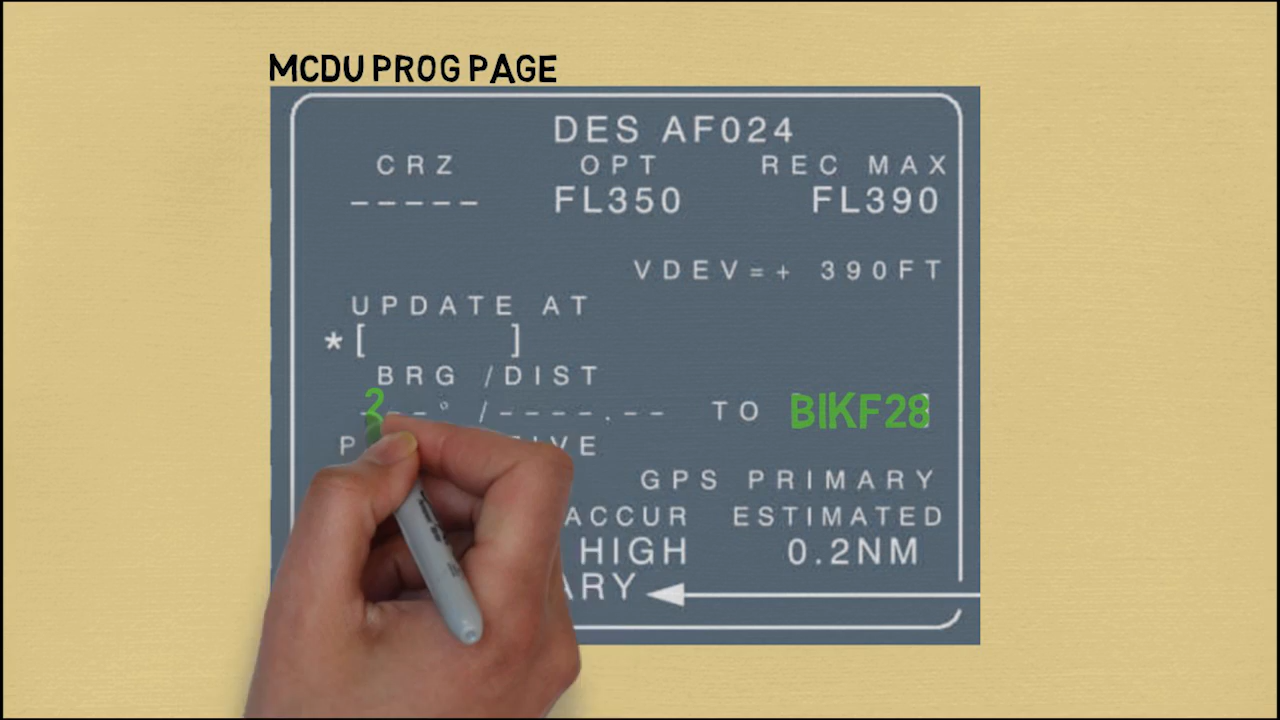 MCDU PROG PAGE
DES AF024
CRZ OPT REC MAX
----- FL350 FL390
VDEV=+ 390FT
UPDATE AT
*[ ]
BRG /DIST
---° /----.-- TO BIKF28
GPS PRIMARY
ACCUR ESTIMATED
HIGH 0.2NM